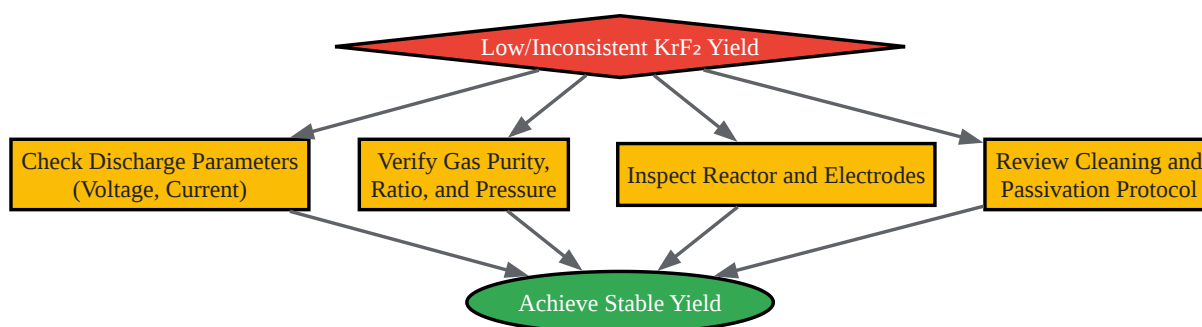 Low/Inconsistent KrF₂ Yield
Check Discharge Parameters
(Voltage, Current)
Verify Gas Purity,
Ratio, and Pressure
Inspect Reactor and Electrodes
Review Cleaning and
Passivation Protocol
Achieve Stable Yield